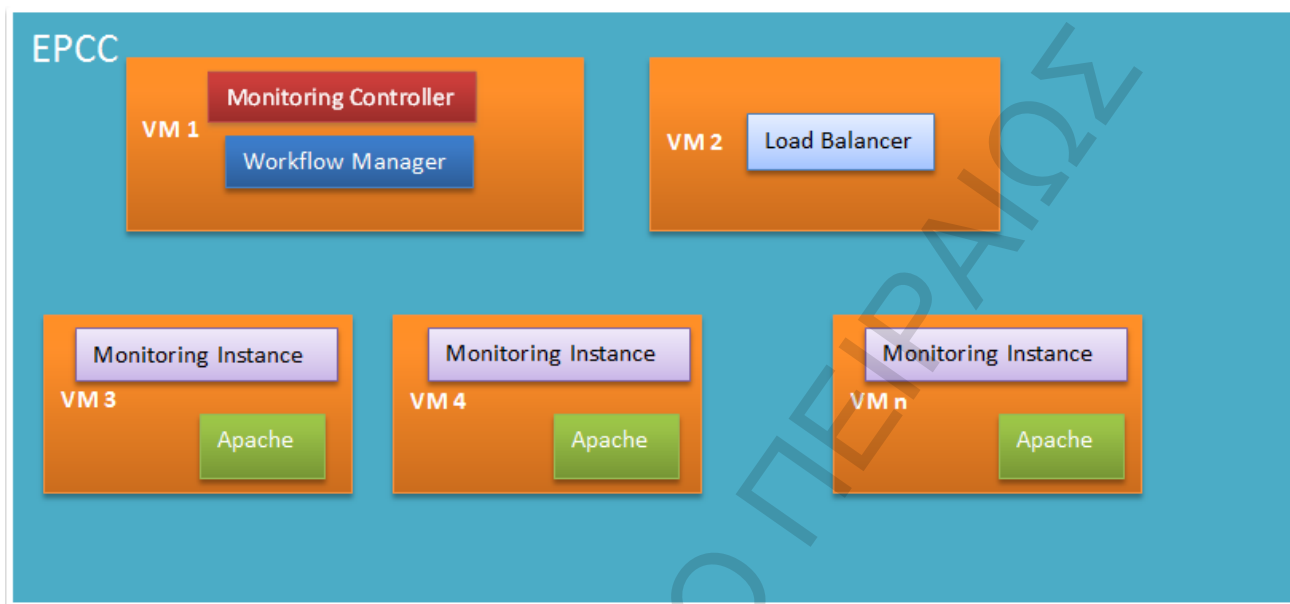 EPCC
Monitoring Controller
VM 1
Workflow Manager
VM 2
Load Balancer
Monitoring Instance
VM 3
Apache
Monitoring Instance
VM 4
Apache
Monitoring Instance
VM n
Apache
Ο ΠΕΙΡΑΙΩΣ